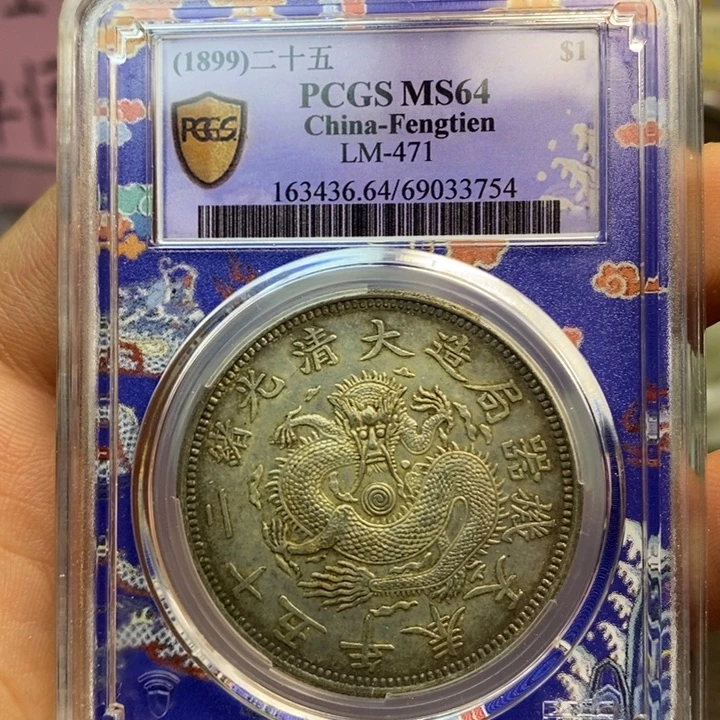 (1899)二十五 $1
PCGS MS64
China-Fengtien
LM-471
163436.64/69033754
PCGS
大清光緒二十五年奉天機器局造